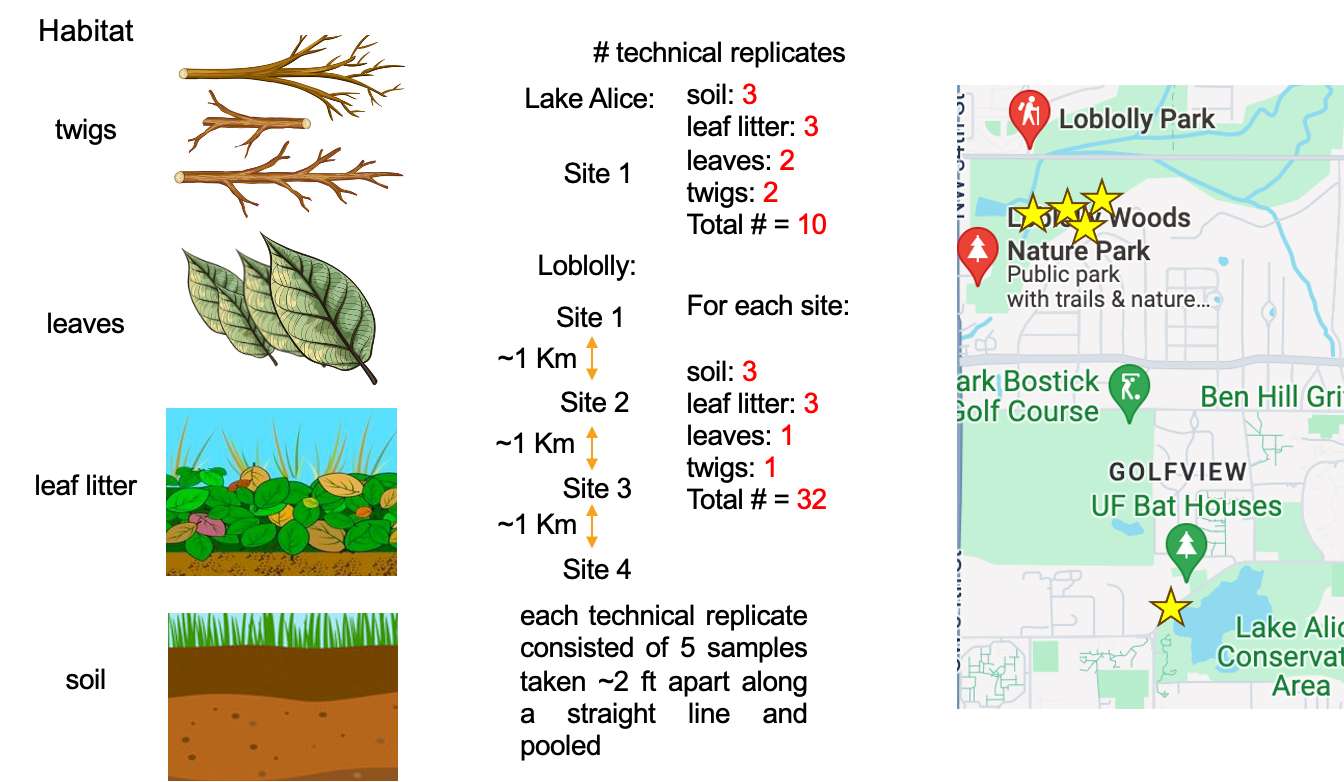 Habitat
twigs
leaves
leaf litter
soil
# technical replicates
Lake Alice:
Site 1
soil: 3
leaf litter: 3
leaves: 2
twigs: 2
Total # = 10
Loblolly:
Site 1
~1 Km
Site 2
~1 Km
Site 3
~1 Km
Site 4
For each site:
soil: 3
leaf litter: 3
leaves: 1
twigs: 1
Total # = 32
each technical replicate
consisted of 5 samples
taken ~2 ft apart along
a straight line and
pooled
Loblolly Park
NW 34th St
Woods
Nature Park
Public park
with trails & nature...
ark Bostick
Golf Course
Ben Hill Gri
GOLFVIEW
UF Bat Houses
Lake Alic
Conservat
Area